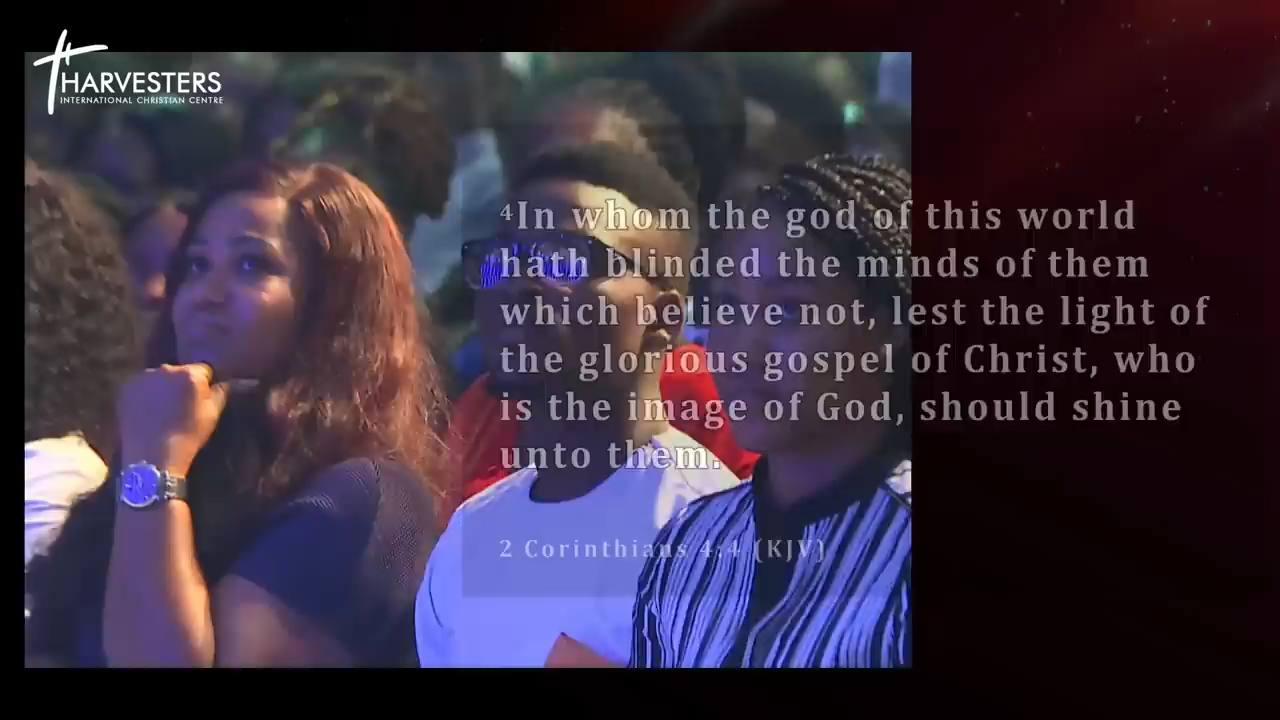 HARVESTERS
INTERNATIONAL CHRISTIAN CENTRE
⁴In whom the god of this world
hath blinded the minds of them
which believe not, lest the light of
the glorious gospel of Christ, who
is the image of God, should shine
unto them.
2 Corinthians 4.4 (KJV)